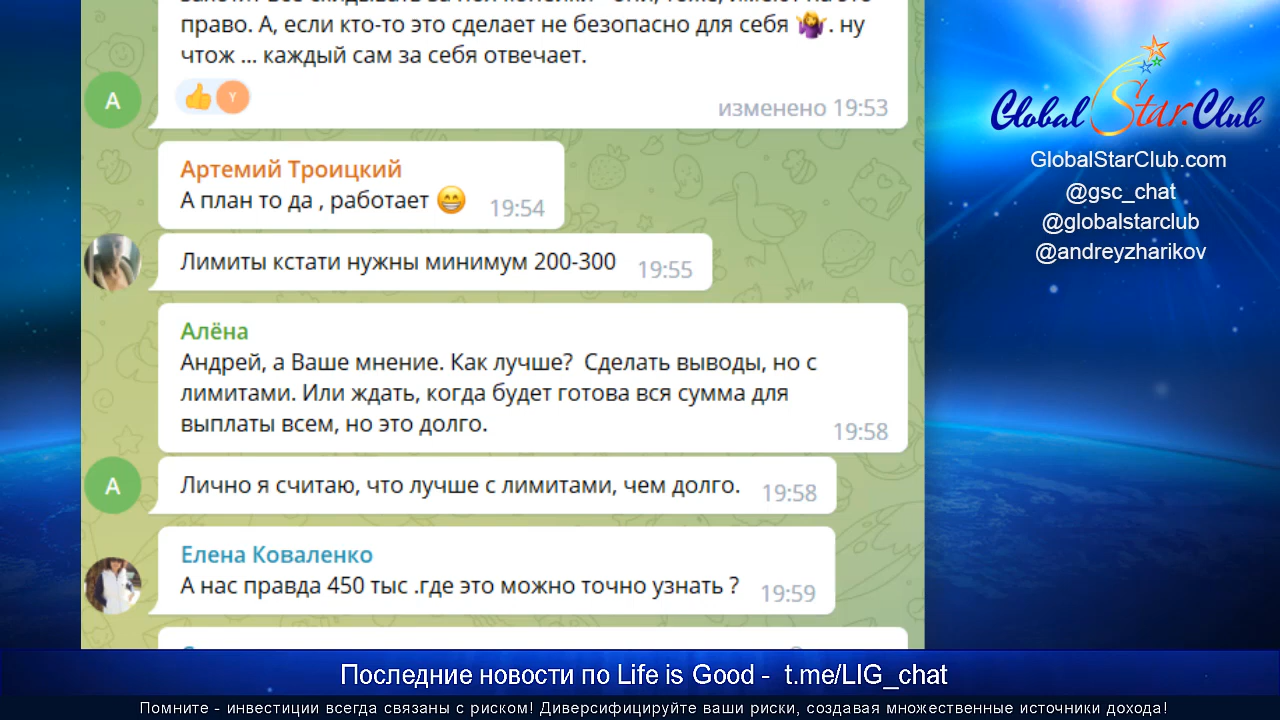 право. А, если кто-то это сделает не безопасно для себя 🤷‍♀️. ну
чтож ... каждый сам за себя отвечает.
A
👍 Y
изменено 19:53
Артемий Троицкий
А план то да , работает 😁 19:54
Лимиты кстати нужны минимум 200-300 19:55
Алёна
Андрей, а Ваше мнение. Как лучше? Сделать выводы, но с
лимитами. Или ждать, когда будет готова вся сумма для
выплаты всем, но это долго.
19:58
A
Лично я считаю, что лучше с лимитами, чем долго. 19:58
Елена Коваленко
А нас правда 450 тыс .где это можно точно узнать ? 19:59
Global Star.Club
GlobalStarClub.com
@gsc_chat
@globalstarclub
@andreyzharikov
Последние новости по Life is Good - t.me/LIG_chat
Помните - инвестиции всегда связаны с риском! Диверсифицируйте ваши риски, создавая множественные источники дохода!